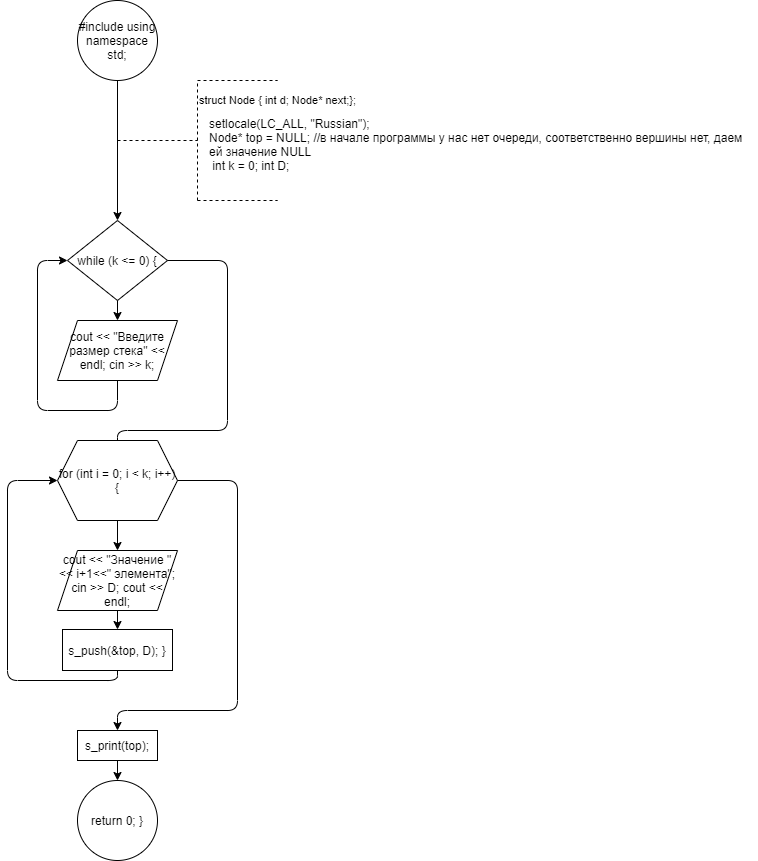 #include using
namespace
std;
struct Node { int d; Node* next;};
setlocale(LC_ALL, "Russian");
Node* top = NULL; //в начале программы у нас нет очереди, соответственно вершины нет, даем
ей значение NULL
int k = 0; int D;
while (k <= 0) {
cout << "Введите
размер стека" <<
endl; cin >> k;
for (int i = 0; i < k; i++)
{
cout << "Значение "
<< i+1<<" элемента";
cin >> D; cout <<
endl;
s_push(&top, D); }
s_print(top);
return 0; }